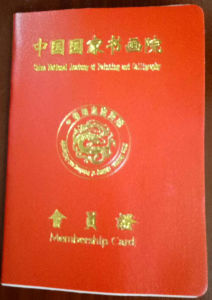 中国国家书画院
China National Academy of Painting and Calligraphy
會員證
Membership Card